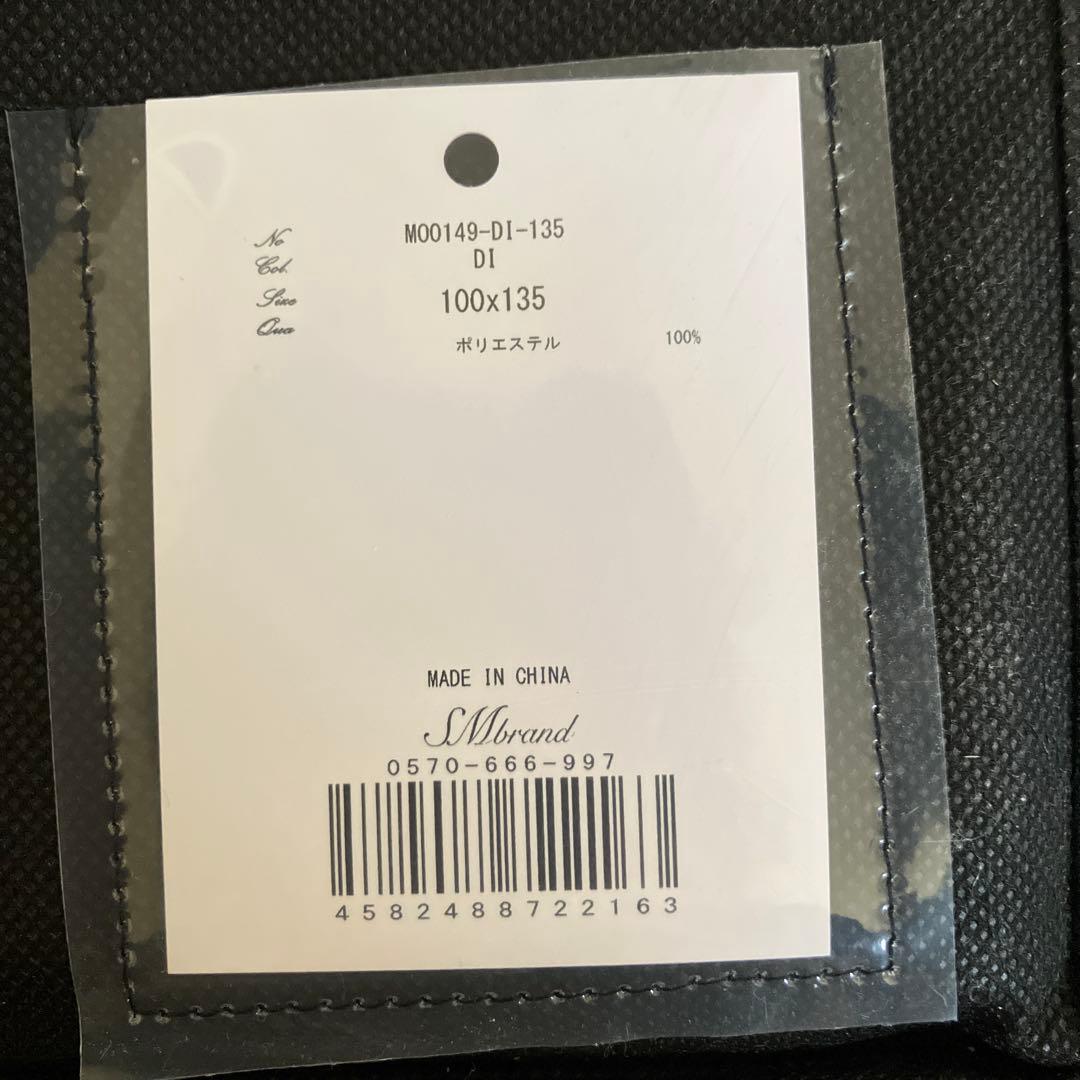 No M00149-DI-135
Col. DI
Size 100x135
Qua ポリエステル 100%
MADE IN CHINA
SMbrand
0570-666-997
4582488722163